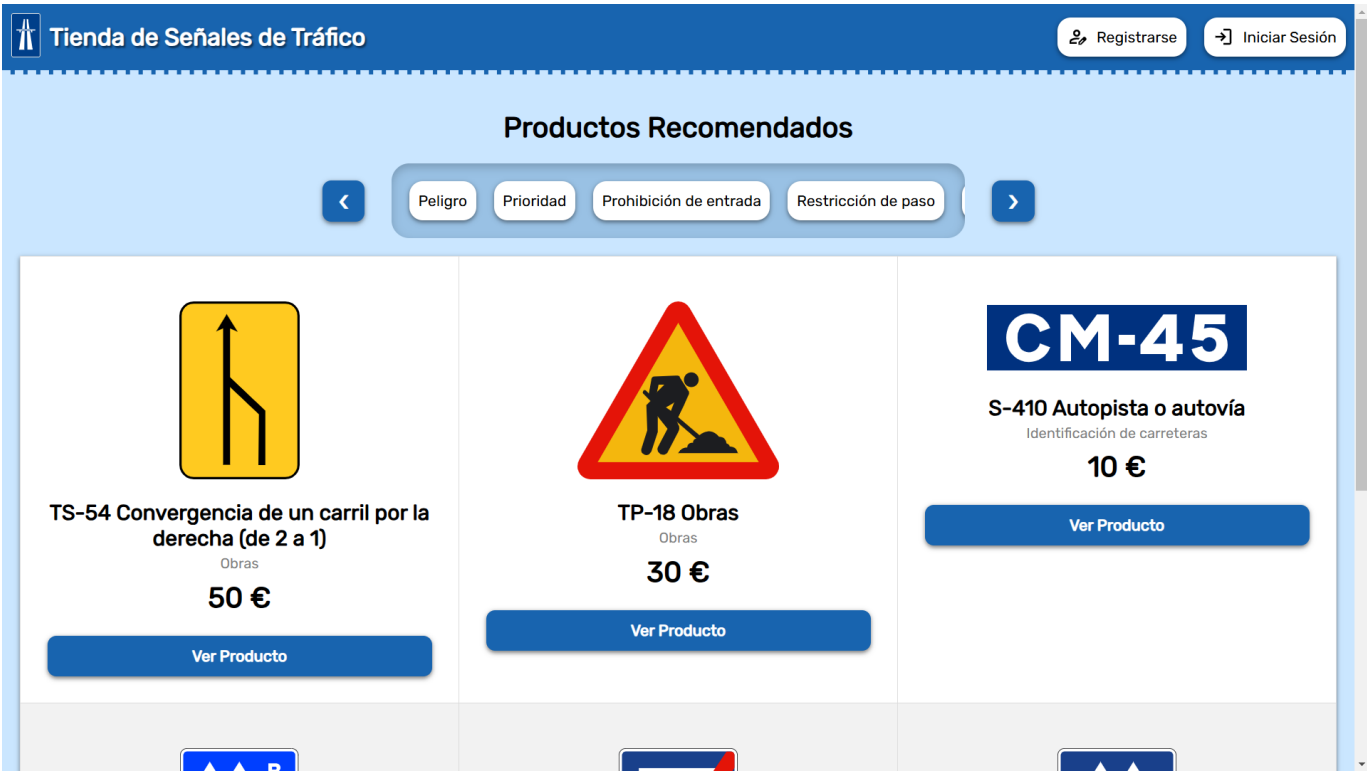 Tienda de Señales de Tráfico
Registrarse
Iniciar Sesión
Productos Recomendados
‹
Peligro
Prioridad
Prohibición de entrada
Restricción de paso
›
TS-54 Convergencia de un carril por la
derecha (de 2 a 1)
Obras
50 €
Ver Producto
TP-18 Obras
Obras
30 €
Ver Producto
CM-45
S-410 Autopista o autovía
Identificación de carreteras
10 €
Ver Producto